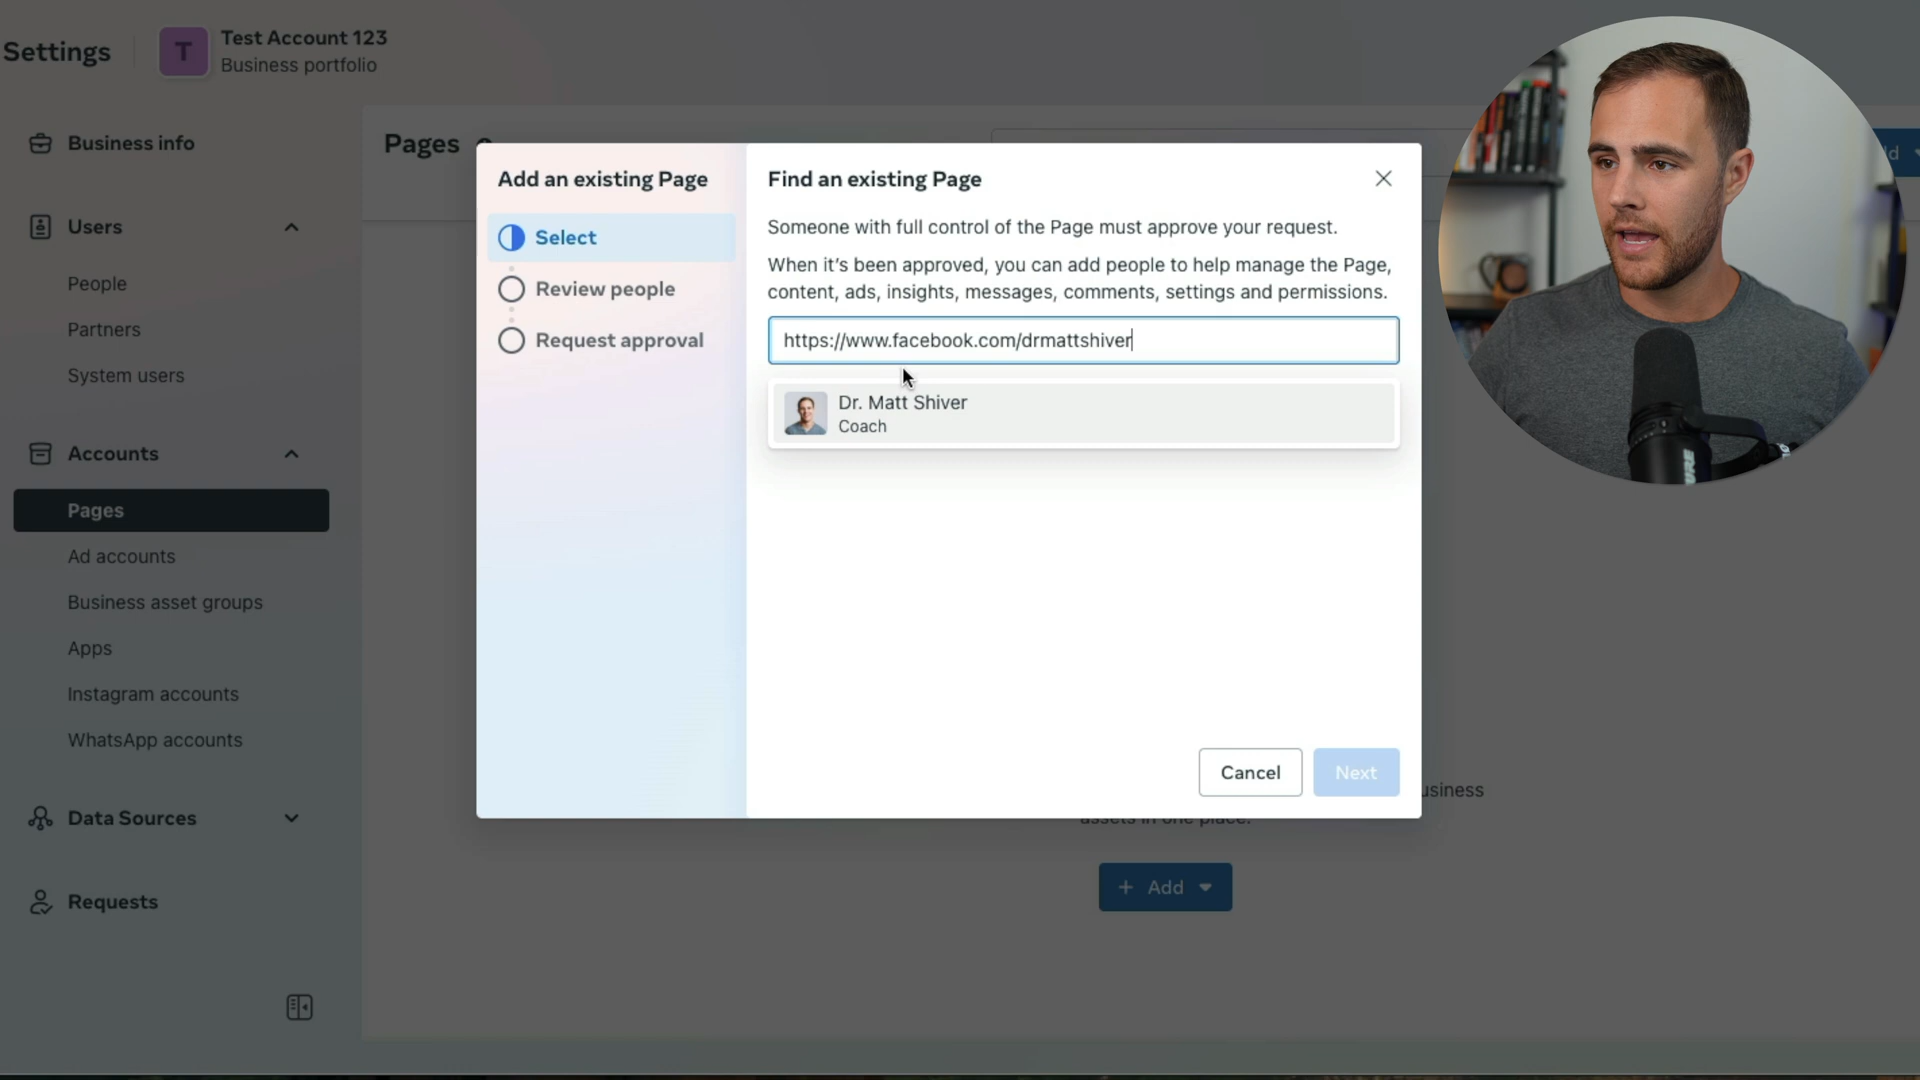 Settings
T
Test Account 123
Business portfolio
Business info
Users
People
Partners
System users
Accounts
Pages
Ad accounts
Business asset groups
Apps
Instagram accounts
WhatsApp accounts
Data Sources
Requests
Pages
Add an existing Page
Select
Review people
Request approval
Find an existing Page
Someone with full control of the Page must approve your request.
When it's been approved, you can add people to help manage the Page,
content, ads, insights, messages, comments, settings and permissions.
https://www.facebook.com/drmattshiver
Dr. Matt Shiver
Coach
Cancel
Next
assets in one place.
+ Add